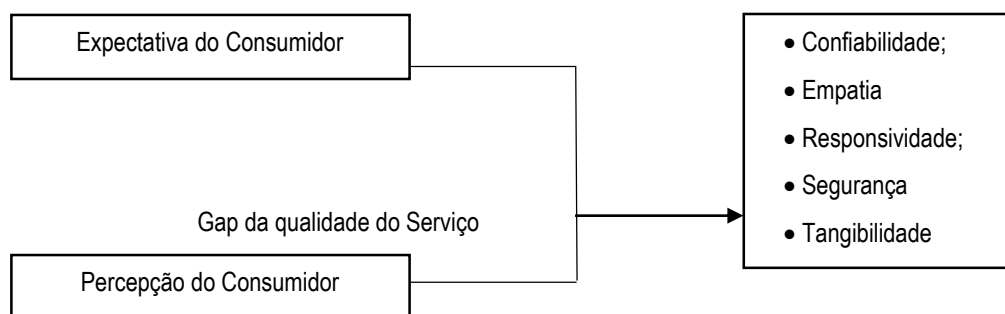 Expectativa do Consumidor
Gap da qualidade do Serviço
Percepção do Consumidor
• Confiabilidade;
• Empatia
• Responsividade;
• Segurança
• Tangibilidade